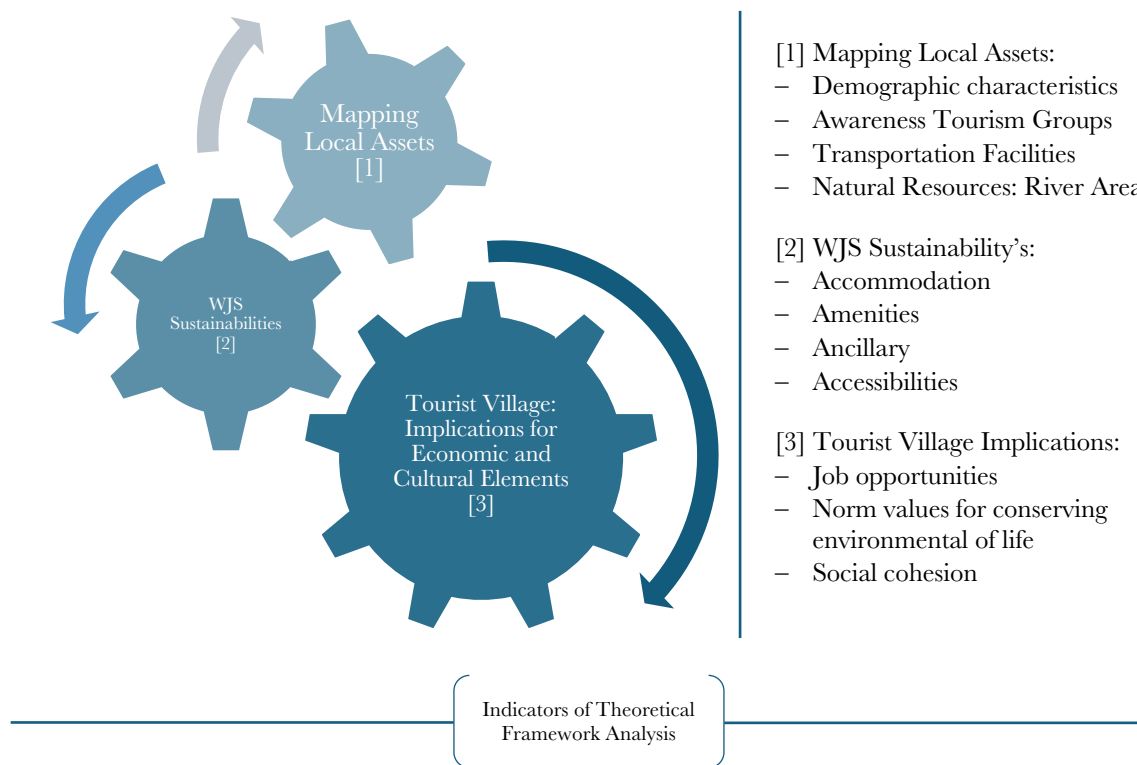 Mapping
Local Assets
[1]
WJS
Sustainabilities
[2]
Tourist Village:
Implications for
Economic and
Cultural Elements
[3]
[1] Mapping Local Assets:
– Demographic characteristics
– Awareness Tourism Groups
– Transportation Facilities
– Natural Resources: River Area
[2] WJS Sustainability’s:
– Accommodation
– Amenities
– Ancillary
– Accessibilities
[3] Tourist Village Implications:
– Job opportunities
– Norm values for conserving
environmental of life
– Social cohesion
Indicators of Theoretical
Framework Analysis